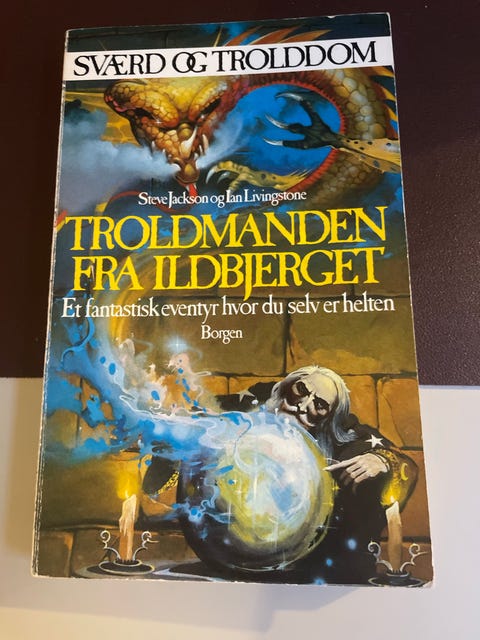 SVÆRD OG TROLDDOM
Steve Jackson og Ian Livingstone
TROLDMANDEN
FRA ILDBJERGET
Et fantastisk eventyr hvor du selv er helten
Borgen